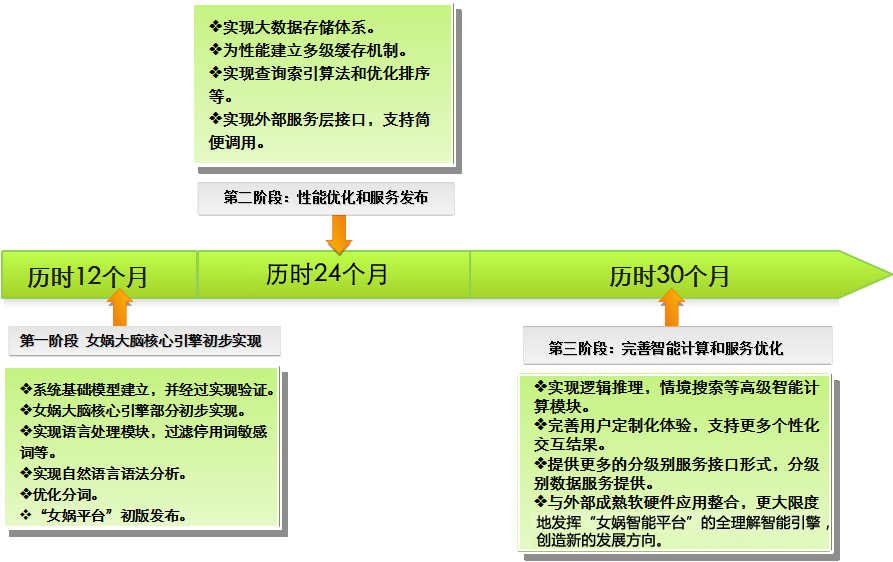 ❖实现大数据存储体系。
❖为性能建立多级缓存机制。
❖实现查询索引算法和优化排序
等。
❖实现外部服务层接口，支持简
便调用。
第二阶段：性能优化和服务发布
历时12个月
历时24个月
历时30个月
第一阶段 女娲大脑核心引擎初步实现
❖系统基础模型建立，并经过实现验证。
❖女娲大脑核心引擎部分初步实现。
❖实现语言处理模块，过滤停用词敏感
词等。
❖实现自然语言语法分析。
❖优化分词。
❖“女娲平台”初版发布。
第三阶段：完善智能计算和服务优化
❖实现逻辑推理，情境搜索等高级智能计
算模块。
❖完善用户定制化体验，支持更多个性化
交互结果。
❖提供更多的分级别服务接口形式，分级
别数据服务提供。
❖与外部成熟软硬件应用整合，更大限度
地发挥“女娲智能平台”的全理解智能引擎，
创造新的发展方向。